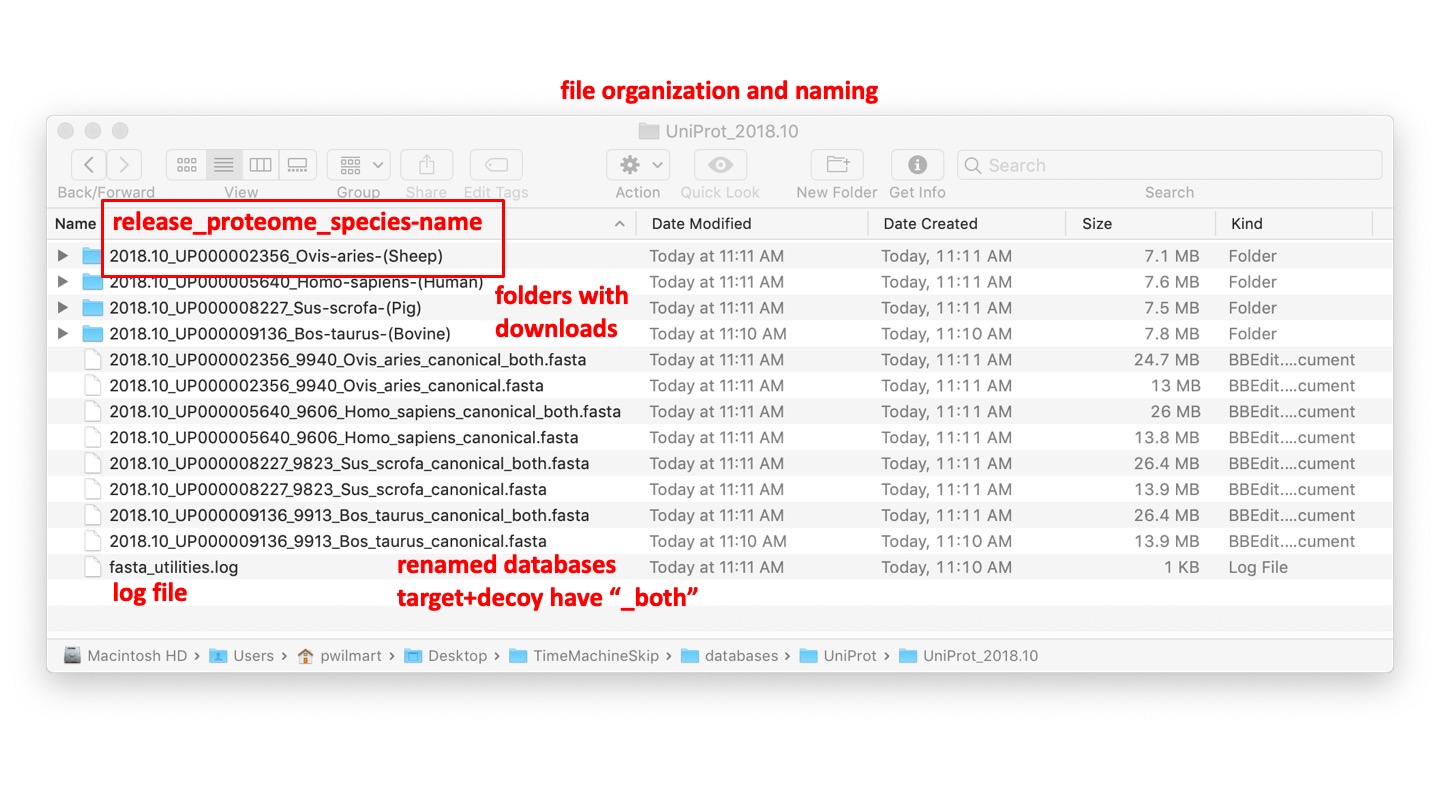 file organization and naming
UniProt_2018.10
Back/Forward View Group Share Edit Tags Action Quick Look New Folder Get Info Search
Search
Name release_proteome_species-name Date Modified Date Created Size Kind
2018.10_UP000002356_Ovis-aries-(Sheep) Today at 11:11 AM Today, 11:11 AM 7.1 MB Folder
2018.10_UP000005640_Homo-sapiens-(Human) Today at 11:11 AM Today, 11:11 AM 7.6 MB Folder
folders with
2018.10_UP000008227_Sus-scrofa-(Pig) Today at 11:11 AM Today, 11:11 AM 7.5 MB Folder
downloads
2018.10_UP000009136_Bos-taurus-(Bovine) Today at 11:10 AM Today, 11:10 AM 7.8 MB Folder
2018.10_UP000002356_9940_Ovis_aries_canonical_both.fasta Today at 11:11 AM Today, 11:11 AM 24.7 MB BBEdit....cument
2018.10_UP000002356_9940_Ovis_aries_canonical.fasta Today at 11:11 AM Today, 11:11 AM 13 MB BBEdit....cument
2018.10_UP000005640_9606_Homo_sapiens_canonical_both.fasta Today at 11:11 AM Today, 11:11 AM 26 MB BBEdit....cument
2018.10_UP000005640_9606_Homo_sapiens_canonical.fasta Today at 11:11 AM Today, 11:11 AM 13.8 MB BBEdit....cument
2018.10_UP000008227_9823_Sus_scrofa_canonical_both.fasta Today at 11:11 AM Today, 11:11 AM 26.4 MB BBEdit....cument
2018.10_UP000008227_9823_Sus_scrofa_canonical.fasta Today at 11:11 AM Today, 11:11 AM 13.9 MB BBEdit....cument
2018.10_UP000009136_9913_Bos_taurus_canonical_both.fasta Today at 11:11 AM Today, 11:11 AM 26.4 MB BBEdit....cument
2018.10_UP000009136_9913_Bos_taurus_canonical.fasta Today at 11:10 AM Today, 11:10 AM 13.9 MB BBEdit....cument
fasta_utilities.log Today at 11:11 AM Today, 11:10 AM 1 KB Log File
renamed databases
log file
target+decoy have “_both”
Macintosh HD › Users › pwilmart › Desktop › TimeMachineSkip › databases › UniProt › UniProt_2018.10